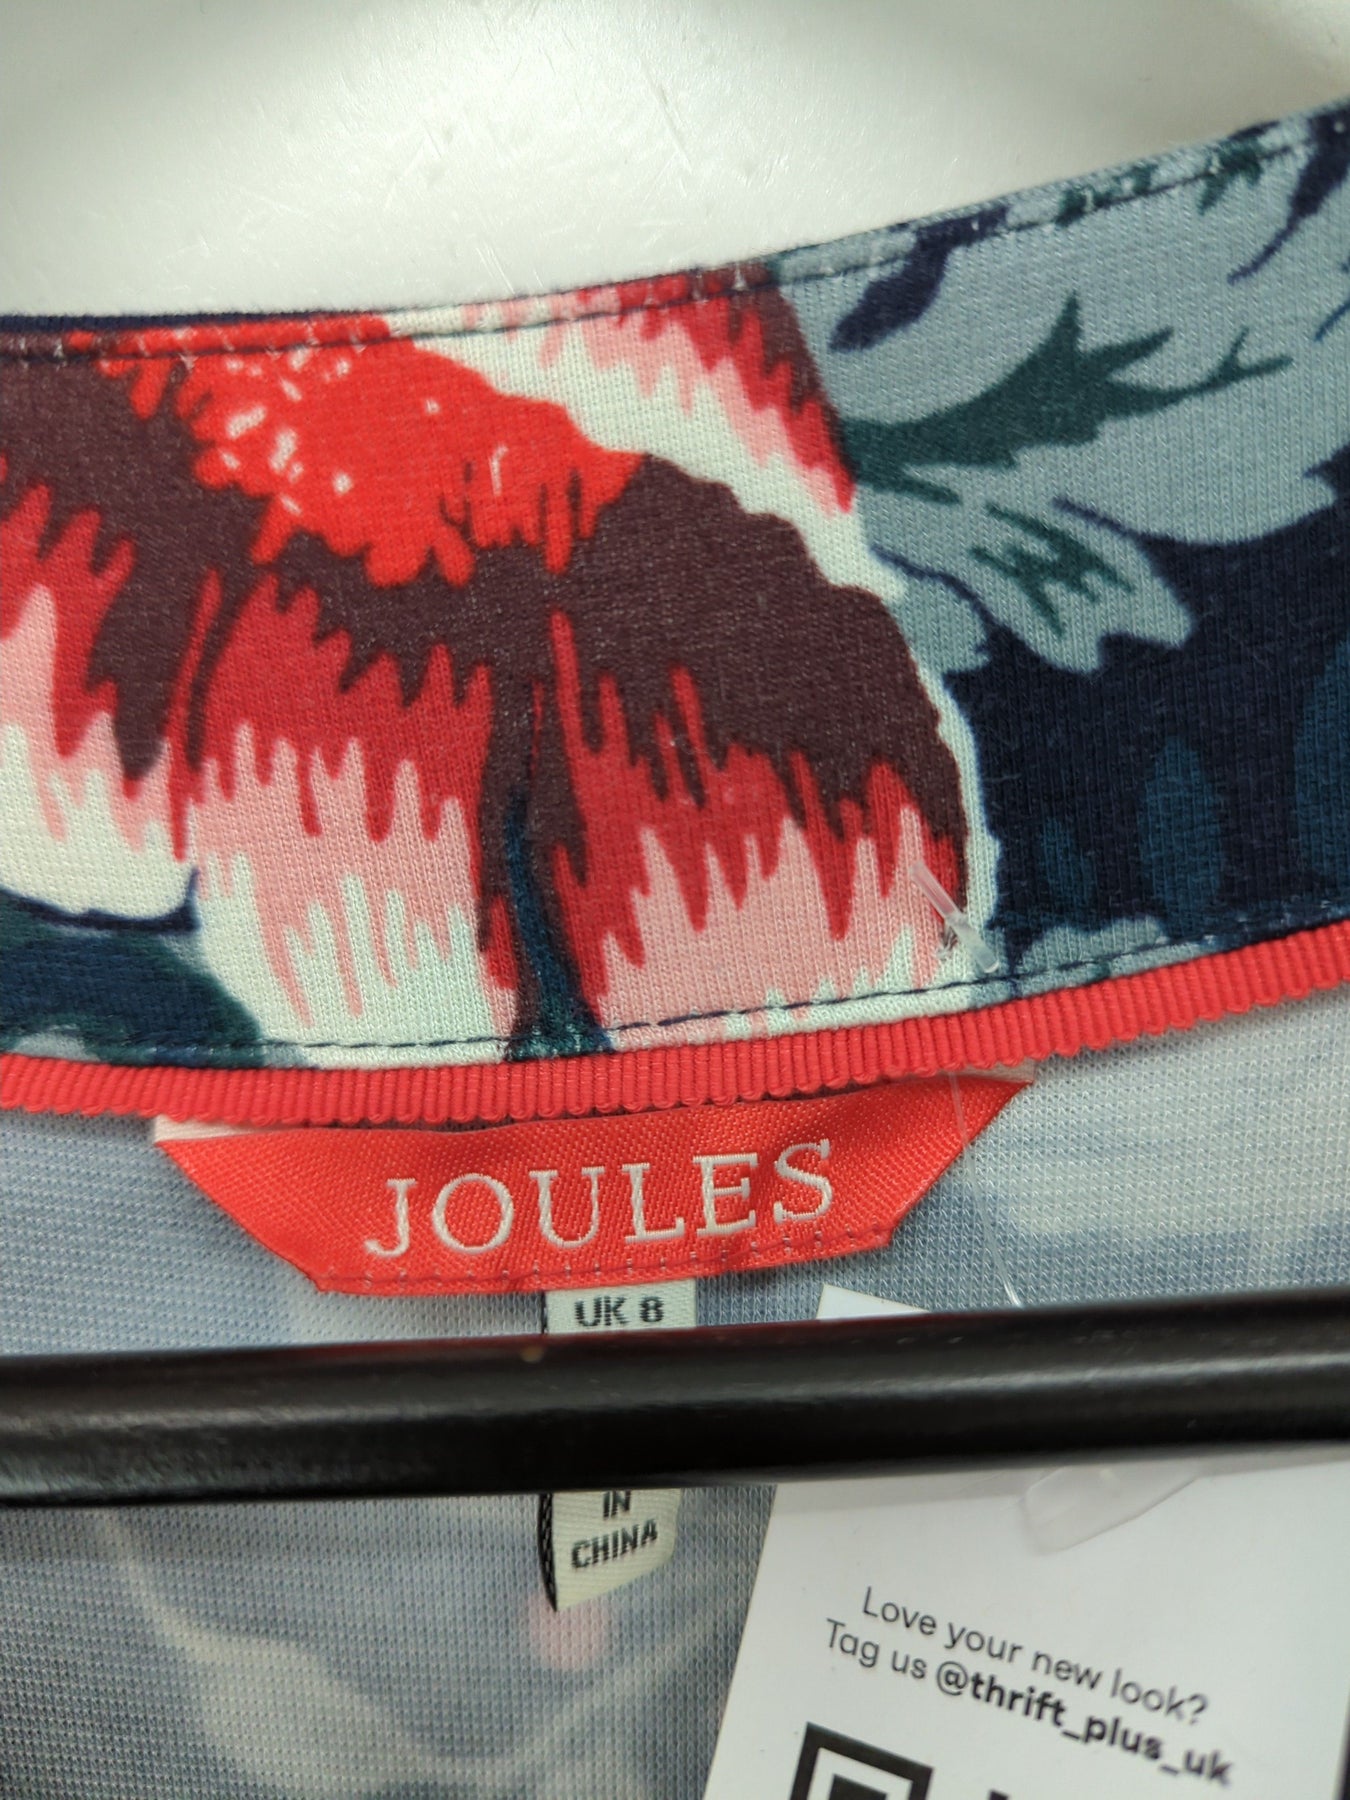 JOULES
UK 8
IN
CHINA
Love your new look?
Tag us @thrift_plus_uk